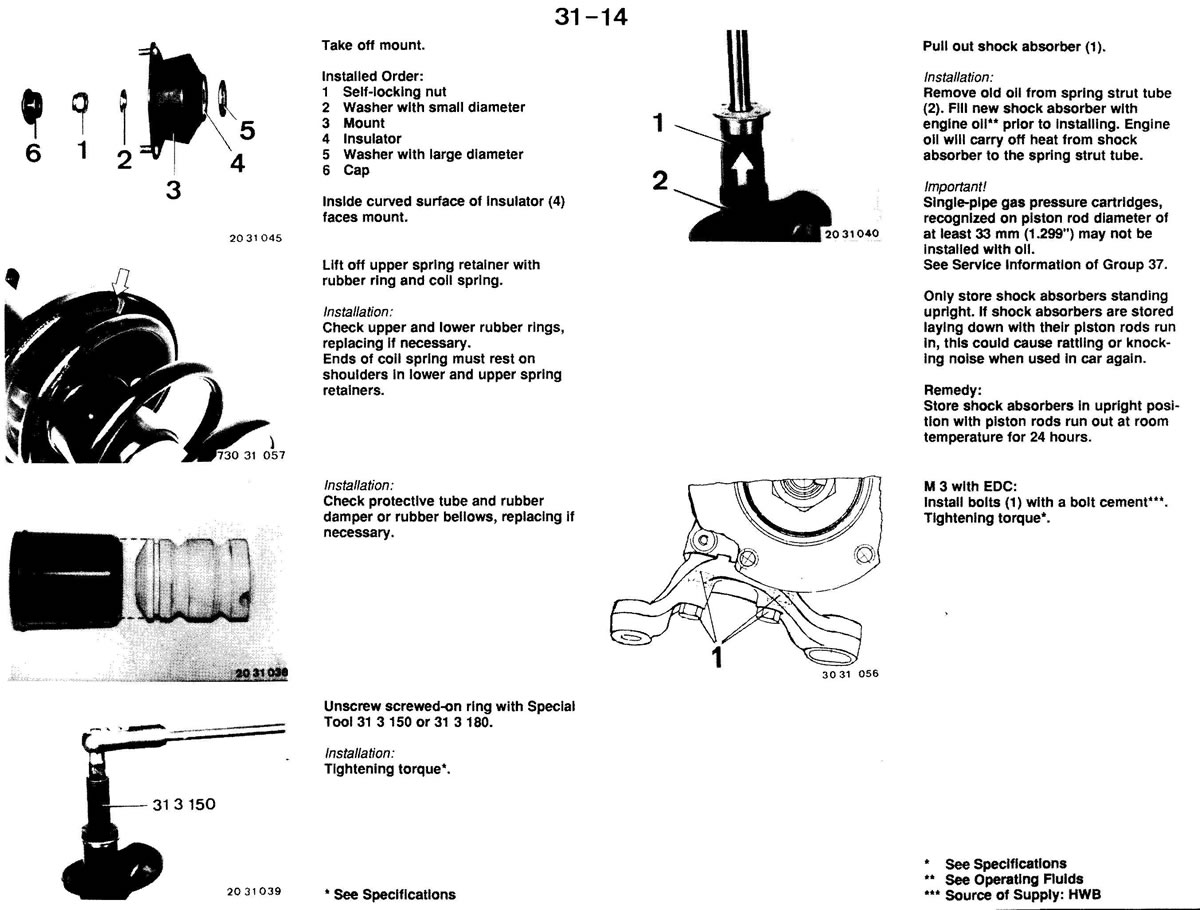 31-14
6
1
2
3
4
5
20 31 045
Take off mount.
Installed Order:
1 Self-locking nut
2 Washer with small diameter
3 Mount
4 Insulator
5 Washer with large diameter
6 Cap
Inside curved surface of insulator (4)
faces mount.
730 31 057
Lift off upper spring retainer with
rubber ring and coil spring.
Installation:
Check upper and lower rubber rings,
replacing if necessary.
Ends of coil spring must rest on
shoulders in lower and upper spring
retainers.
20 31 038
Installation:
Check protective tube and rubber
damper or rubber bellows, replacing if
necessary.
31 3 150
20 31 039
Unscrew screwed-on ring with Special
Tool 31 3 150 or 31 3 180.
Installation:
Tightening torque*.
* See Specifications
1
2
20 31 040
Pull out shock absorber (1).
Installation:
Remove old oil from spring strut tube
(2). Fill new shock absorber with
engine oil** prior to installing. Engine
oil will carry off heat from shock
absorber to the spring strut tube.
Important!
Single-pipe gas pressure cartridges,
recognized on piston rod diameter of
at least 33 mm (1.299") may not be
installed with oil.
See Service Information of Group 37.
Only store shock absorbers standing
upright. If shock absorbers are stored
laying down with their piston rods run
in, this could cause rattling or knock-
ing noise when used in car again.
Remedy:
Store shock absorbers in upright posi-
tion with piston rods run out at room
temperature for 24 hours.
1
30 31 056
M 3 with EDC:
Install bolts (1) with a bolt cement***.
Tightening torque*.
* See Specifications
** See Operating Fluids
*** Source of Supply: HWB